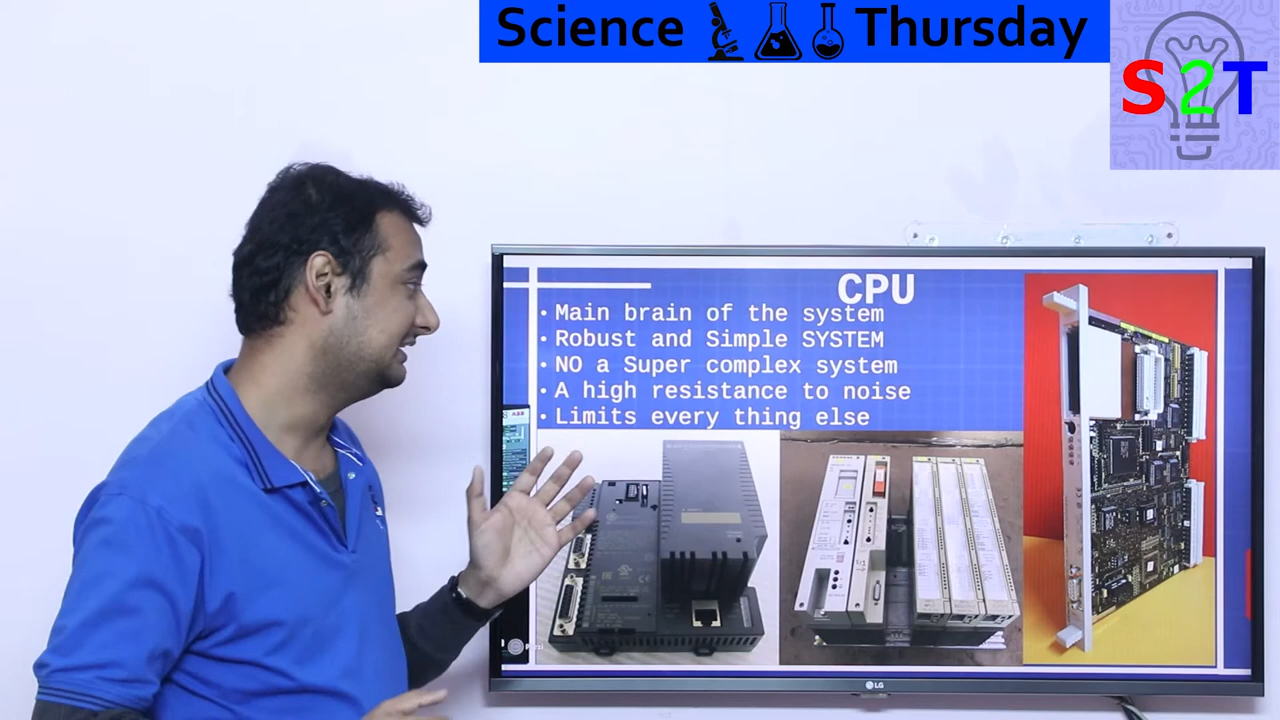 Science Thursday
S2T
CPU
• Main brain of the system
• Robust and Simple SYSTEM
• NO a Super complex system
• A high resistance to noise
• Limits every thing else
ABB
LG